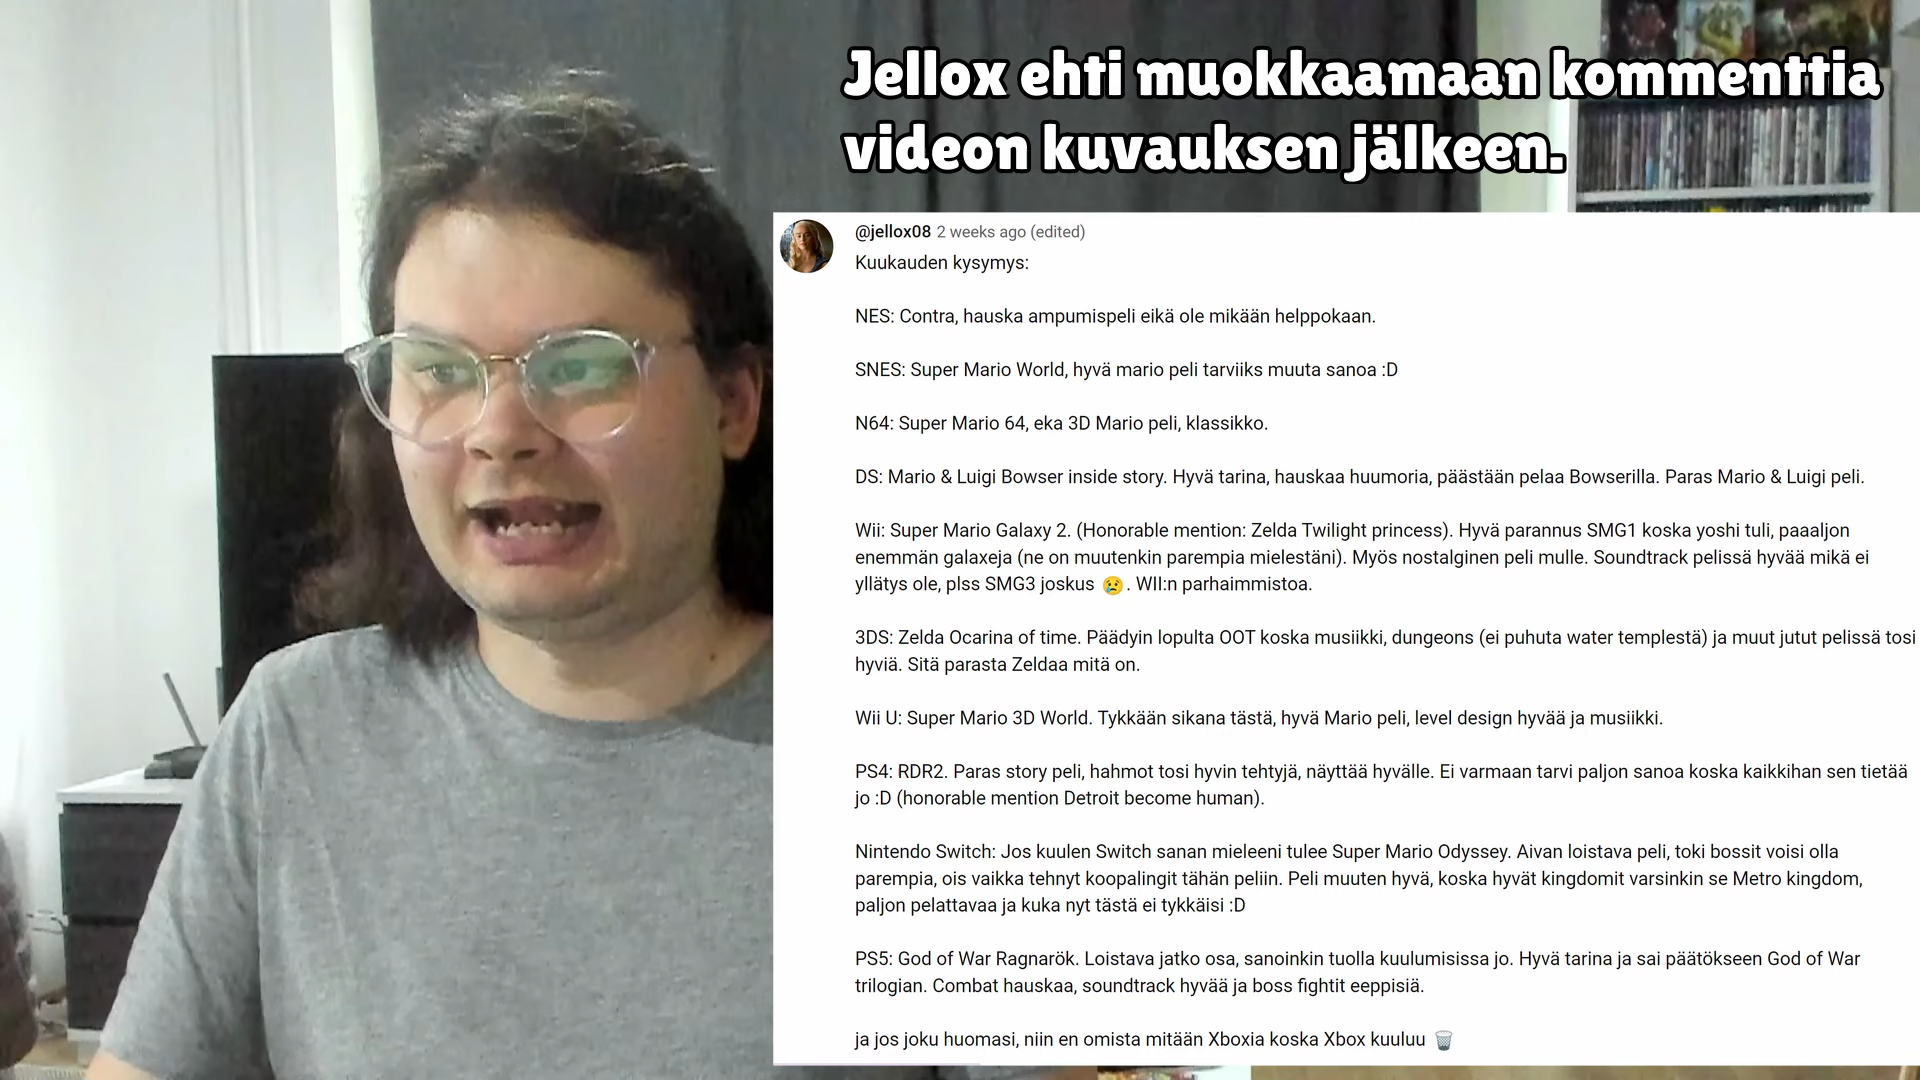 Jellox ehti muokkaamaan kommenttia
videon kuvauksen jälkeen.
@jellox08 2 weeks ago (edited)
Kuukauden kysymys:
NES: Contra, hauska ampumispeli eikä ole mikään helppokaan.
SNES: Super Mario World, hyvä mario peli tarviiks muuta sanoa :D
N64: Super Mario 64, eka 3D Mario peli, klassikko.
DS: Mario & Luigi Bowser inside story. Hyvä tarina, hauskaa huumoria, päästään pelaa Bowserilla. Paras Mario & Luigi peli.
Wii: Super Mario Galaxy 2. (Honorable mention: Zelda Twilight princess). Hyvä parannus SMG1 koska yoshi tuli, paaaljon
enemmän galaxeja (ne on muutenkin parempia mielestäni). Myös nostalginen peli mulle. Soundtrack pelissä hyvää mikä ei
yllätys ole, plss SMG3 joskus 😢. WII:n parhaimmistoa.
3DS: Zelda Ocarina of time. Päädyin lopulta OOT koska musiikki, dungeons (ei puhuta water templestä) ja muut jutut pelissä tosi
hyviä. Sitä parasta Zeldaa mitä on.
Wii U: Super Mario 3D World. Tykkään sikana tästä, hyvä Mario peli, level design hyvää ja musiikki.
PS4: RDR2. Paras story peli, hahmot tosi hyvin tehtyjä, näyttää hyvälle. Ei varmaan tarvi paljon sanoa koska kaikkihan sen tietää
jo :D (honorable mention Detroit become human).
Nintendo Switch: Jos kuulen Switch sanan mieleeni tulee Super Mario Odyssey. Aivan loistava peli, toki bossit voisi olla
parempia, ois vaikka tehnyt koopalingit tähän peliin. Peli muuten hyvä, koska hyvät kingdomit varsinkin se Metro kingdom,
paljon pelattavaa ja kuka nyt tästä ei tykkäisi :D
PS5: God of War Ragnarök. Loistava jatko osa, sanoinkin tuolla kuulumisissa jo. Hyvä tarina ja sai päätökseen God of War
trilogian. Combat hauskaa, soundtrack hyvää ja boss fightit eeppisiä.
ja jos joku huomasi, niin en omista mitään Xboxia koska Xbox kuuluu 🗑️